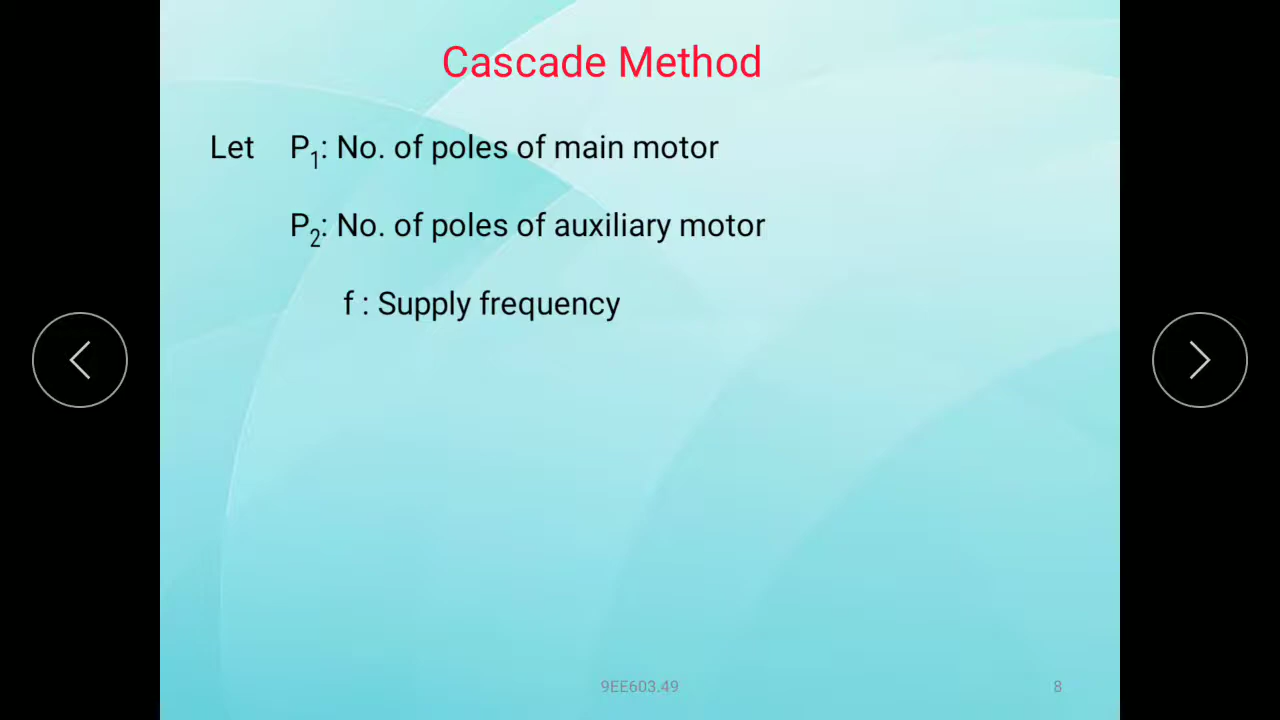 Cascade Method
Let P1: No. of poles of main motor
P2: No. of poles of auxiliary motor
f : Supply frequency
9EE603.49 8